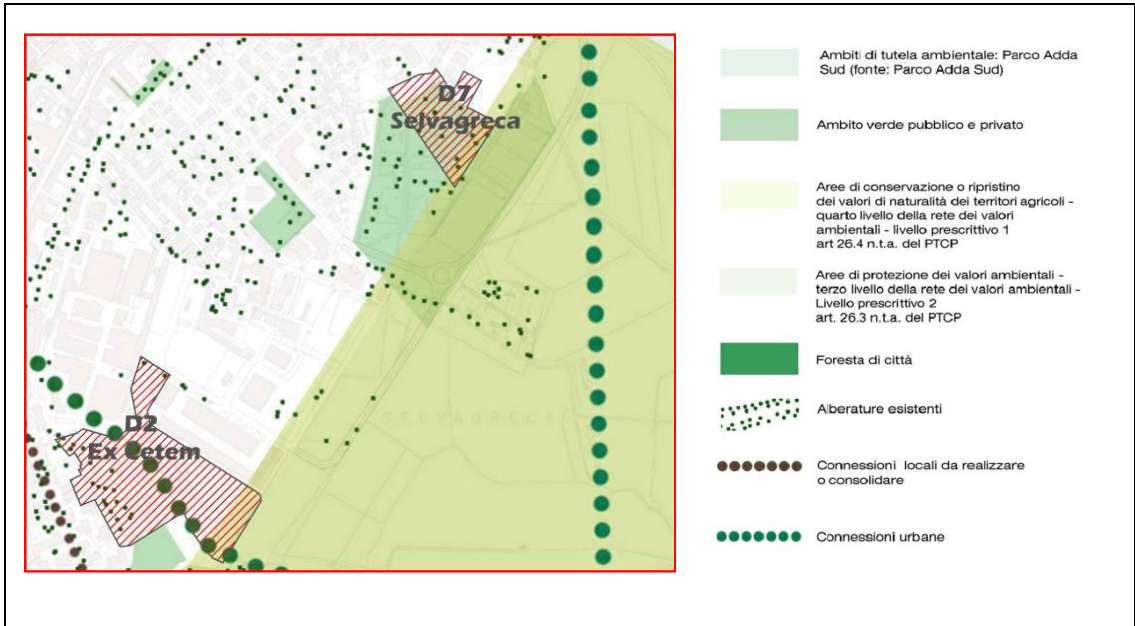 D7
Selvagreca
D2
Ex Cetem
SELVAGRECA
Ambiti di tutela ambientale: Parco Adda
Sud (fonte: Parco Adda Sud)
Ambito verde pubblico e privato
Aree di conservazione o ripristino
dei valori di naturalità dei territori agricoli -
quarto livello della rete dei valori
ambientali - livello prescrittivo 1
art 26.4 n.t.a. del PTCP
Aree di protezione dei valori ambientali -
terzo livello della rete dei valori ambientali -
Livello prescrittivo 2
art. 26.3 n.t.a. del PTCP
Foresta di città
Alberature esistenti
Connessioni locali da realizzare
o consolidare
Connessioni urbane